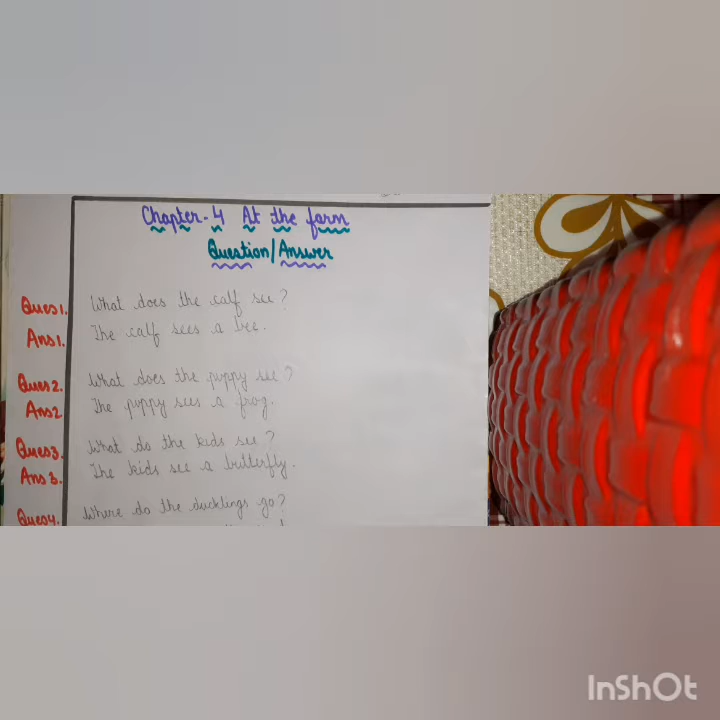 Chapter-4 At the farm
Question/Answer
Ques1. What does the calf see?
Ans1. The calf sees a bee.
Ques2. What does the puppy see?
Ans2 The puppy sees a frog.
Ques3. What do the kids see?
Ans3. The kids see a butterfly.
Ques4. Where do the ducklings go?
InShOt